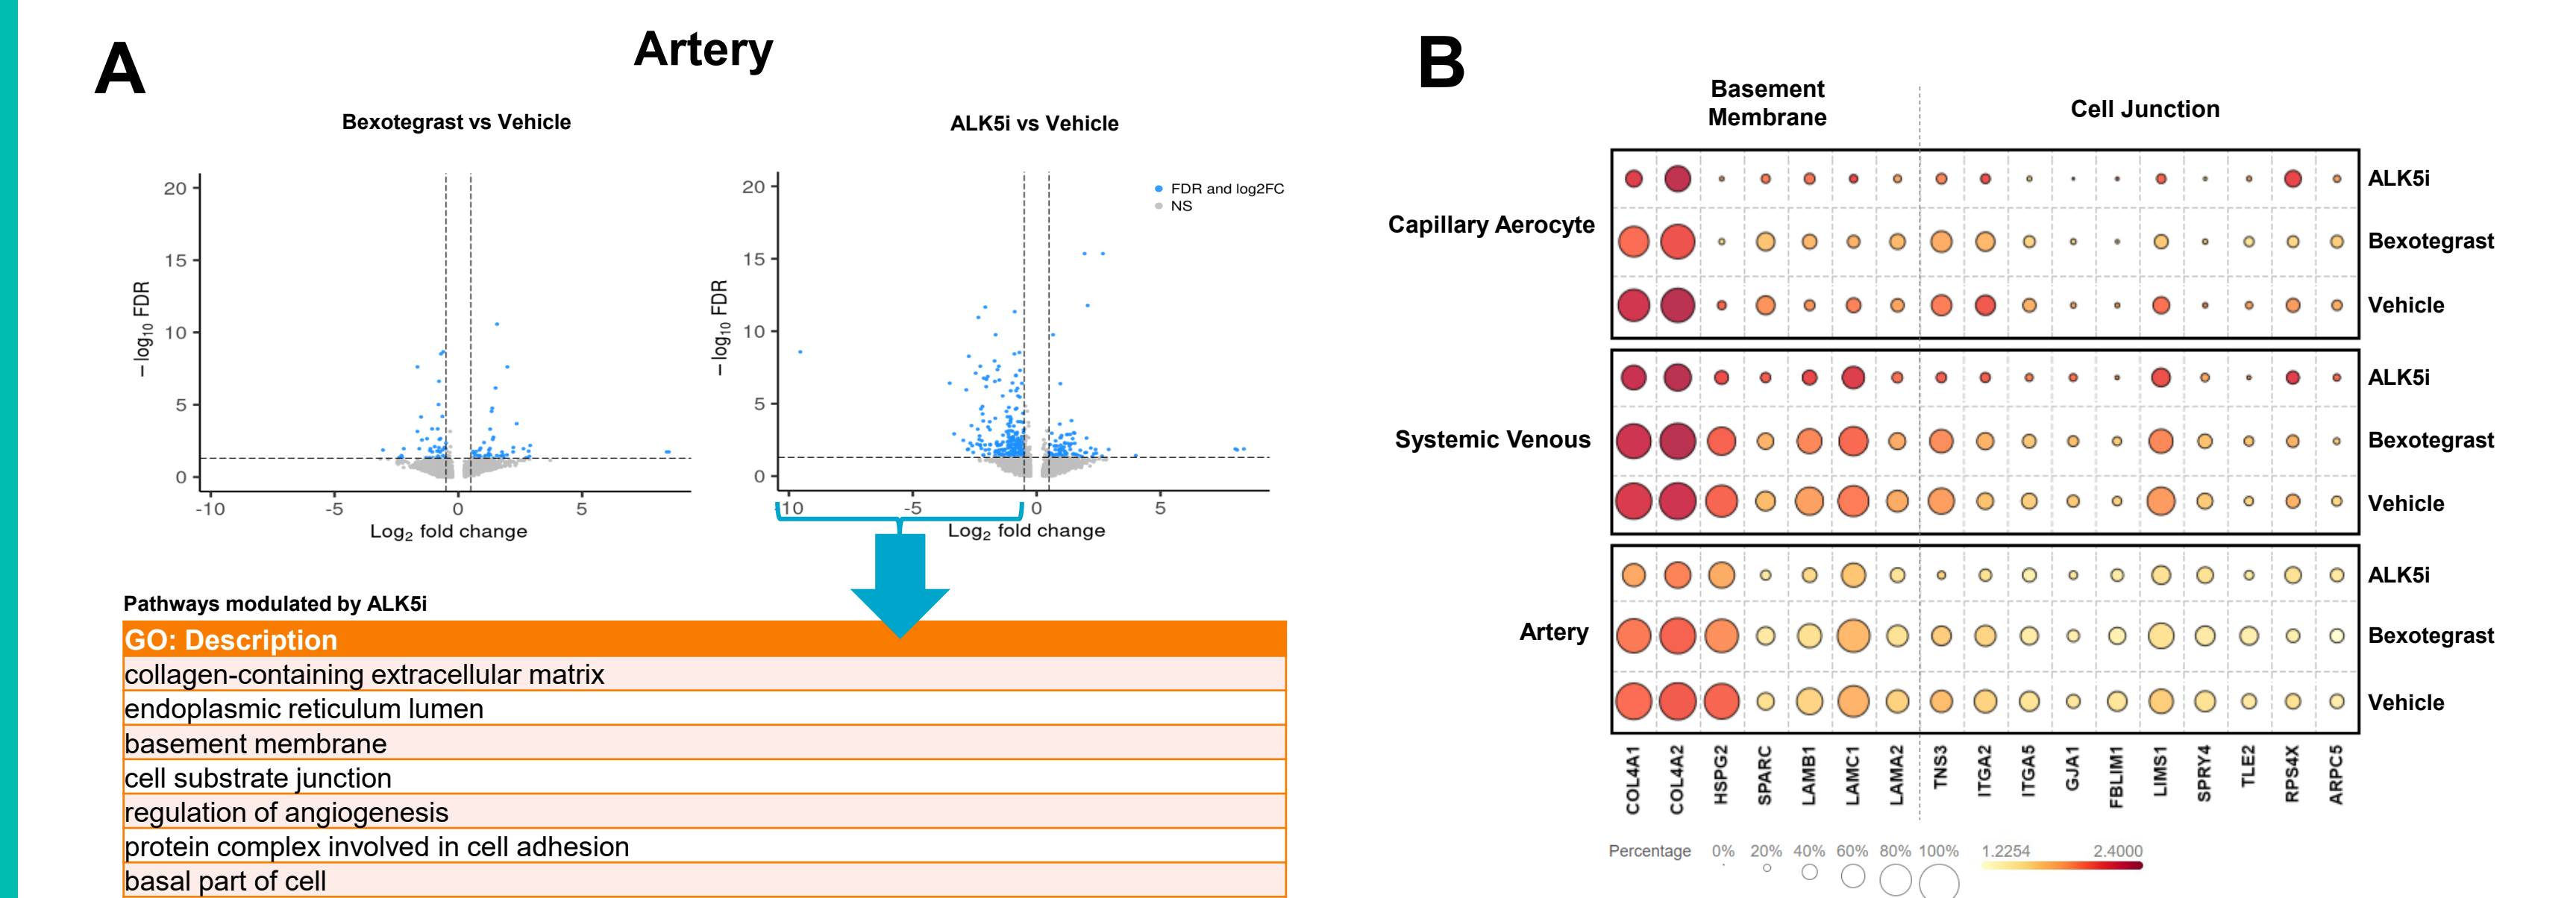 A
Artery
Bexotegrast vs Vehicle
20
15
10
5
0
-10
-5
0
5
−log10 FDR
Log2 fold change
ALK5i vs Vehicle
FDR and log2FC
NS
20
15
10
5
0
-10
-5
0
5
−log10 FDR
Log2 fold change
Pathways modulated by ALK5i
GO: Description
collagen-containing extracellular matrix
endoplasmic reticulum lumen
basement membrane
cell substrate junction
regulation of angiogenesis
protein complex involved in cell adhesion
basal part of cell
B
Basement
Membrane
Cell Junction
Capillary Aerocyte
ALK5i
Bexotegrast
Vehicle
Systemic Venous
ALK5i
Bexotegrast
Vehicle
Artery
ALK5i
Bexotegrast
Vehicle
COL4A1
COL4A2
HSPG2
SPARC
LAMB1
LAMC1
LAMA2
TNS3
ITGA2
ITGA5
GJA1
FBLIM1
LIMS1
SPRY4
TLE2
RPS4X
ARPC5
Percentage 0% 20% 40% 60% 80% 100%
1.2254 2.4000